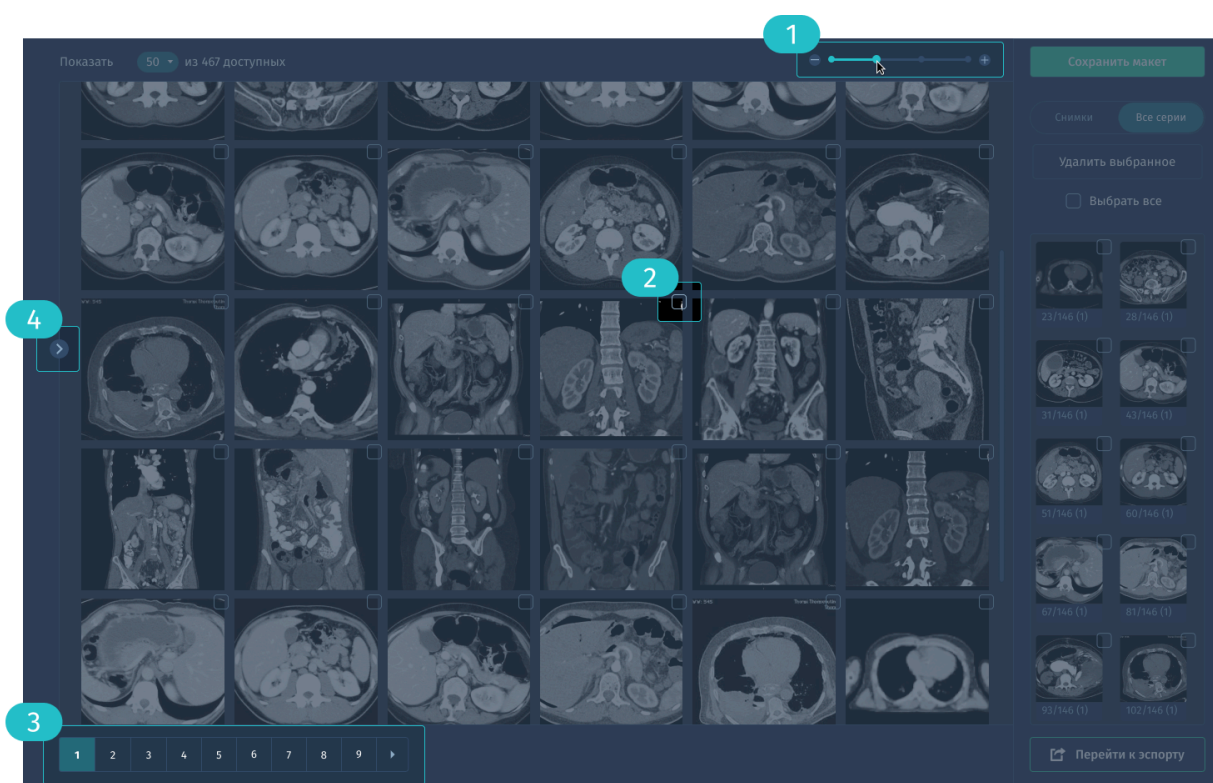 1
Показать 50 из 467 доступных
Сохранить макет
Снимки Все серии
Удалить выбранное
Выбрать все
2
4
23/146 (1) 28/146 (1)
31/146 (1) 43/146 (1)
51/146 (1) 60/146 (1)
67/146 (1) 81/146 (1)
93/146 (1) 102/146 (1)
3
1 2 3 4 5 6 7 8 9
Перейти к эспорту